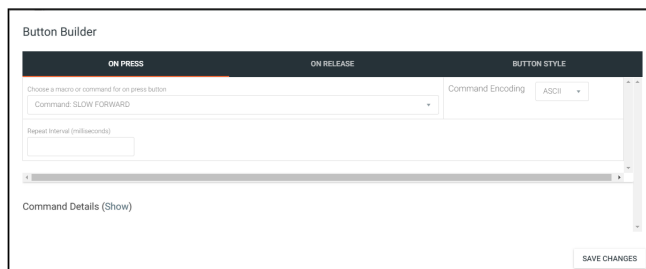 Button Builder
ON PRESS ON RELEASE BUTTON STYLE
Choose a macro or command for on press button
Command: SLOW FORWARD
Command Encoding ASCII
Repeat Interval (milliseconds)
Command Details (Show)
SAVE CHANGES